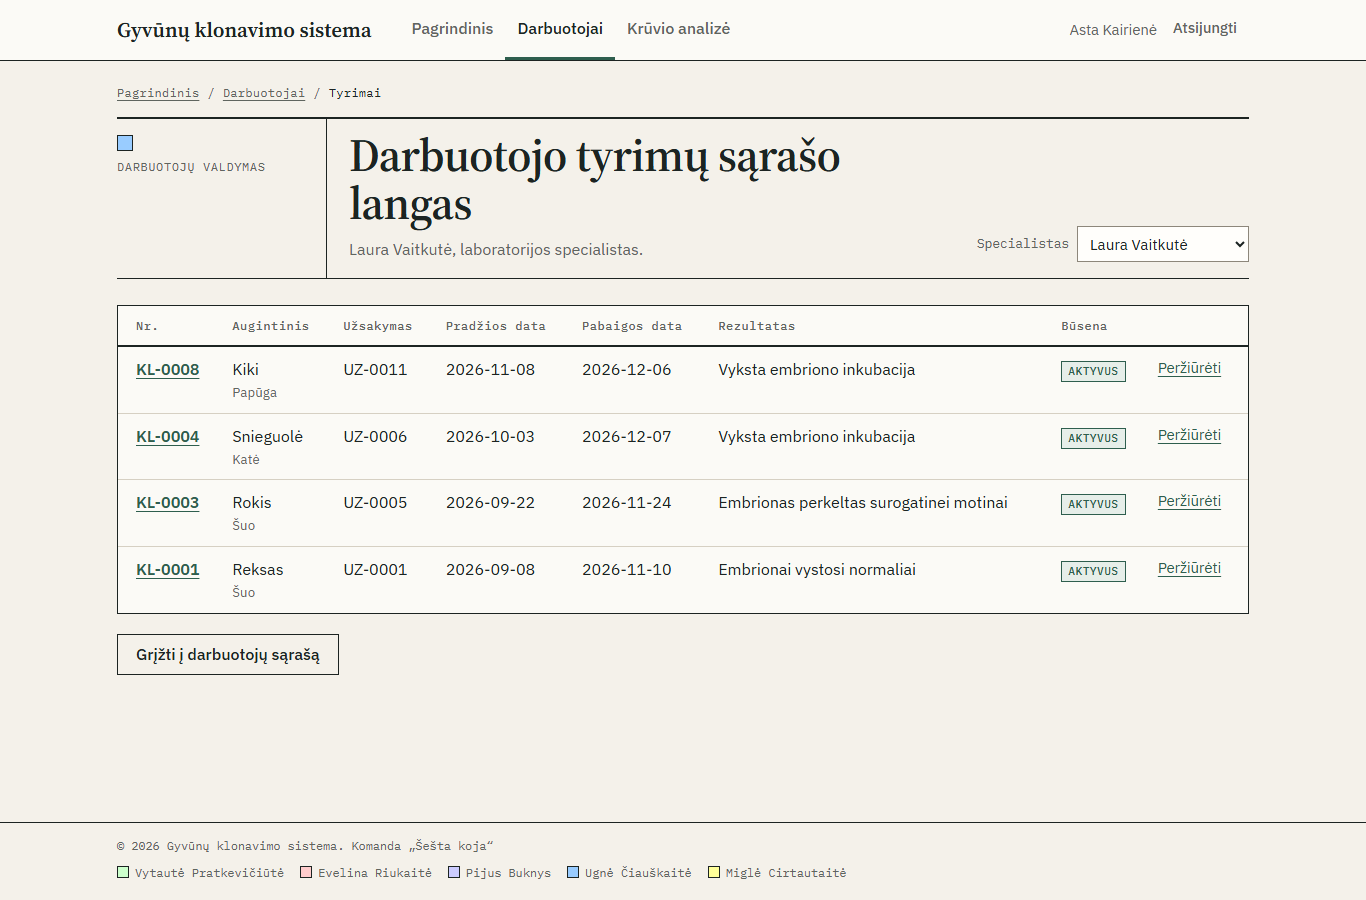 Gyvūnų klonavimo sistema Pagrindinis Darbuotojai Krūvio analizė Asta Kairienė Atsijungti
Pagrindinis / Darbuotojai / Tyrimai
DARBUOTOJŲ VALDYMAS
Darbuotojo tyrimų sąrašo
langas
Laura Vaitkutė, laboratorijos specialistas.
Specialistas Laura Vaitkutė
Nr. Augintinis Užsakymas Pradžios data Pabaigos data Rezultatas Būsena
KL-0008 Kiki UZ-0011 2026-11-08 2026-12-06 Vyksta embriono inkubacija AKTYVUS Peržiūrėti
Papūga
KL-0004 Snieguolė UZ-0006 2026-10-03 2026-12-07 Vyksta embriono inkubacija AKTYVUS Peržiūrėti
Katė
KL-0003 Rokis UZ-0005 2026-09-22 2026-11-24 Embrionas perkeltas surogatinei motinai AKTYVUS Peržiūrėti
Šuo
KL-0001 Reksas UZ-0001 2026-09-08 2026-11-10 Embrionai vystosi normaliai AKTYVUS Peržiūrėti
Šuo
Grįžti į darbuotojų sąrašą
© 2026 Gyvūnų klonavimo sistema. Komanda „Šešta koja“
Vytautė Pratkevičiūtė Evelina Riukaitė Pijus Buknys Ugnė Čiauškaitė Miglė Cirtautaitė